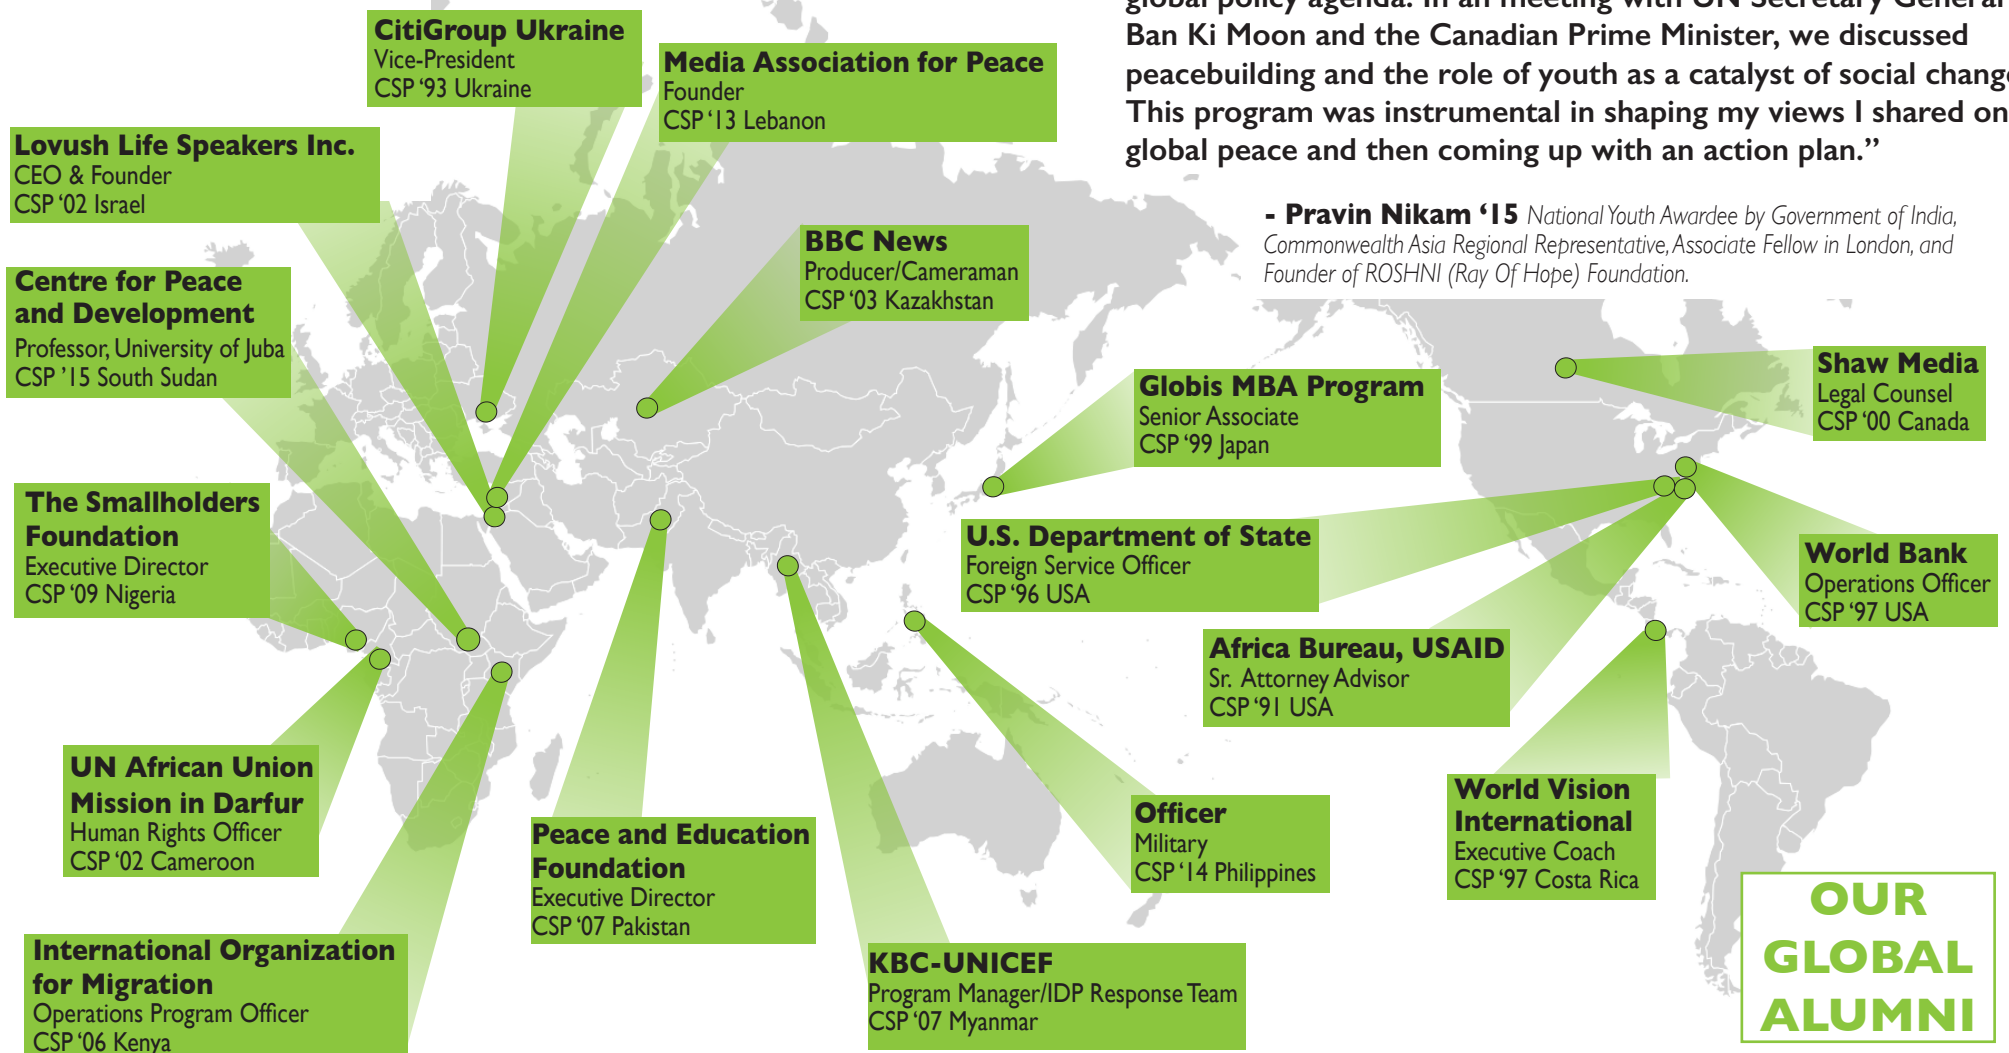 global policy agenda. In an meeting with UN Secretary General
Ban Ki Moon and the Canadian Prime Minister, we discussed
peacebuilding and the role of youth as a catalyst of social change
This program was instrumental in shaping my views I shared on
global peace and then coming up with an action plan.”
- Pravin Nikam ‘15 National Youth Awardee by Government of India,
Commonwealth Asia Regional Representative, Associate Fellow in London, and
Founder of ROSHNI (Ray Of Hope) Foundation.
CitiGroup Ukraine
Vice-President
CSP ‘93 Ukraine
Media Association for Peace
Founder
CSP ‘13 Lebanon
Lovush Life Speakers Inc.
CEO & Founder
CSP ‘02 Israel
BBC News
Producer/Cameraman
CSP ‘03 Kazakhstan
Centre for Peace
and Development
Professor, University of Juba
CSP ’15 South Sudan
Shaw Media
Legal Counsel
CSP ‘00 Canada
Globis MBA Program
Senior Associate
CSP ‘99 Japan
The Smallholders
Foundation
Executive Director
CSP ‘09 Nigeria
U.S. Department of State
Foreign Service Officer
CSP ‘96 USA
World Bank
Operations Officer
CSP ‘97 USA
Africa Bureau, USAID
Sr. Attorney Advisor
CSP ‘91 USA
UN African Union
Mission in Darfur
Human Rights Officer
CSP ‘02 Cameroon
Peace and Education
Foundation
Executive Director
CSP ‘07 Pakistan
Officer
Military
CSP ‘14 Philippines
World Vision
International
Executive Coach
CSP ‘97 Costa Rica
International Organization
for Migration
Operations Program Officer
CSP ‘06 Kenya
KBC-UNICEF
Program Manager/IDP Response Team
CSP ‘07 Myanmar
OUR
GLOBAL
ALUMNI